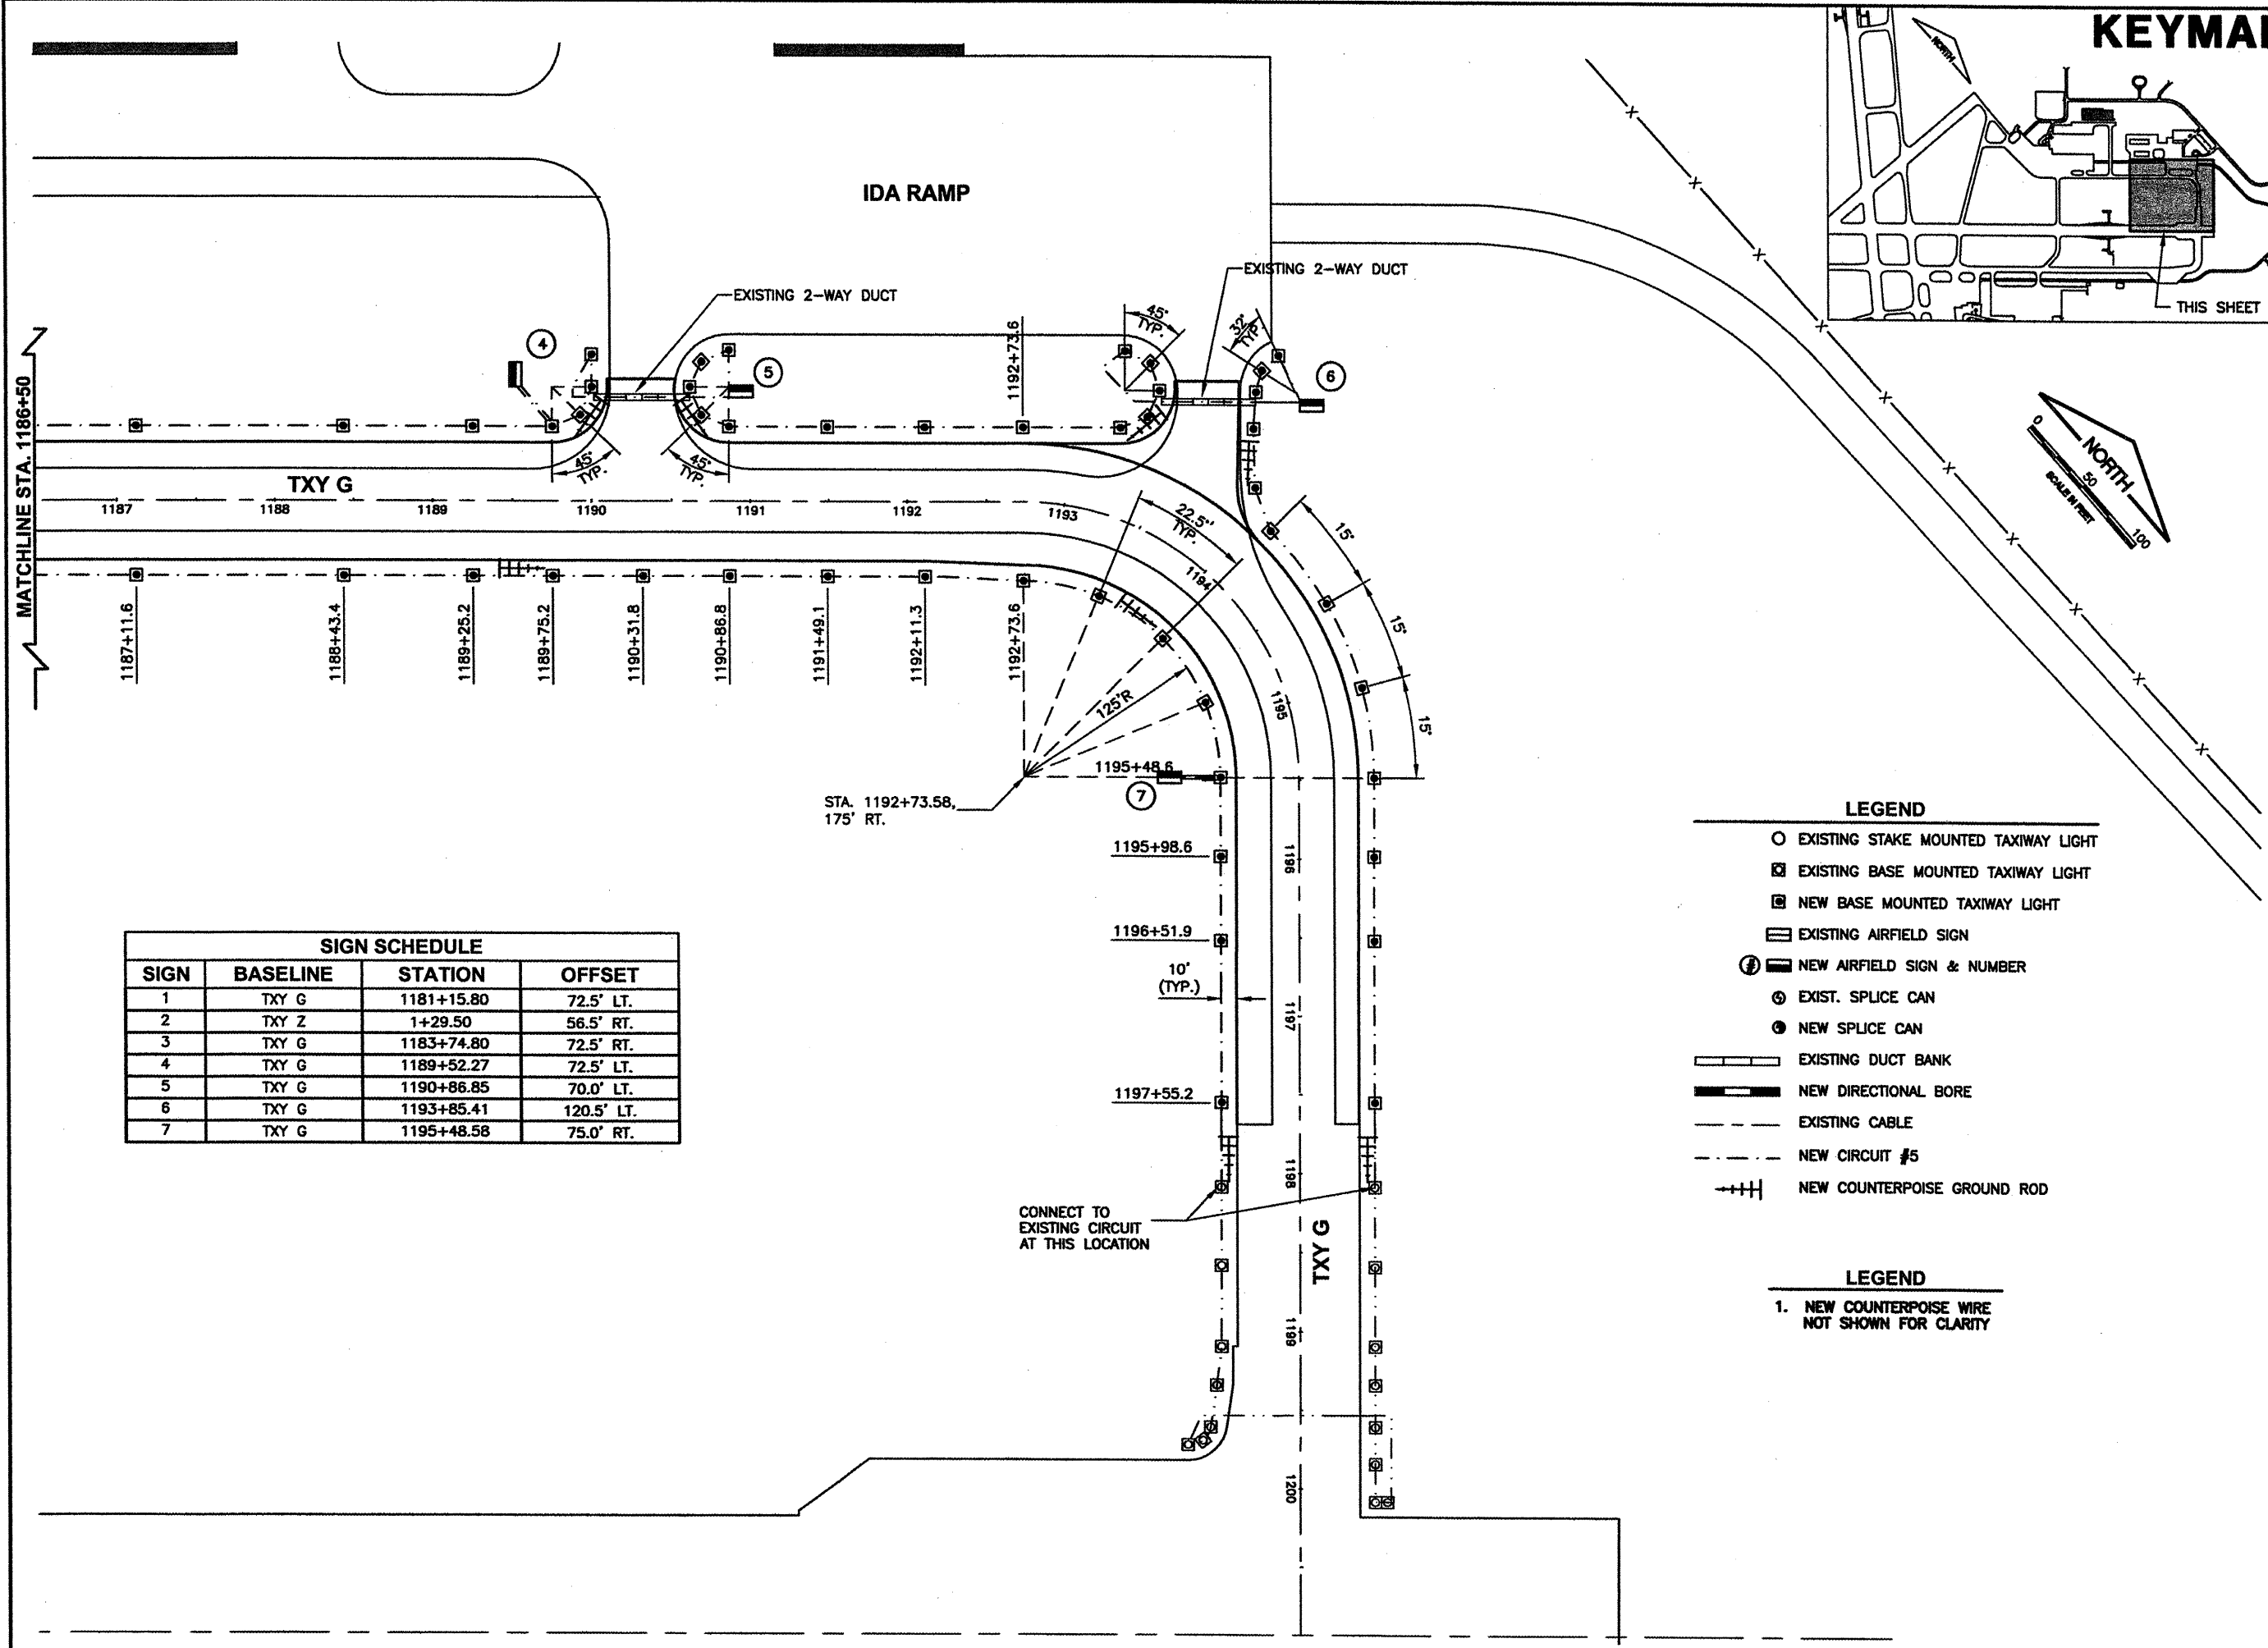 KEYMA
NORTH
THIS SHEET
IDA RAMP
EXISTING 2-WAY DUCT
EXISTING 2-WAY DUCT
45°
TYP.
32°
TYP.
4
5
6
1192+73.6
MATCHLINE STA. 1186+50
45°
TYP.
45°
TYP.
TXY G
1187
1188
1189
1190
1191
1192
1193
1194
1195
1196
1197
1198
1199
1200
22.5°
TYP.
15°
15°
15°
NORTH
0
50
100
SCALE IN FEET
1187+11.6
1188+43.4
1189+25.2
1189+75.2
1190+31.8
1190+86.8
1191+49.1
1192+11.3
1192+73.6
125'R
STA. 1192+73.58,
175' RT.
1195+48.6
7
1195+98.6
1196+51.9
10'
(TYP.)
1197+55.2
CONNECT TO
EXISTING CIRCUIT
AT THIS LOCATION
TXY G
SIGN SCHEDULE
SIGN BASELINE STATION OFFSET
1 TXY G 1181+15.80 72.5' LT.
2 TXY Z 1+29.50 56.5' RT.
3 TXY G 1183+74.80 72.5' RT.
4 TXY G 1189+52.27 72.5' LT.
5 TXY G 1190+86.85 70.0' LT.
6 TXY G 1193+85.41 120.5' LT.
7 TXY G 1195+48.58 75.0' RT.
LEGEND
EXISTING STAKE MOUNTED TAXIWAY LIGHT
EXISTING BASE MOUNTED TAXIWAY LIGHT
NEW BASE MOUNTED TAXIWAY LIGHT
EXISTING AIRFIELD SIGN
# NEW AIRFIELD SIGN & NUMBER
EXIST. SPLICE CAN
NEW SPLICE CAN
EXISTING DUCT BANK
NEW DIRECTIONAL BORE
EXISTING CABLE
NEW CIRCUIT #5
NEW COUNTERPOISE GROUND ROD
LEGEND
1. NEW COUNTERPOISE WIRE
NOT SHOWN FOR CLARITY